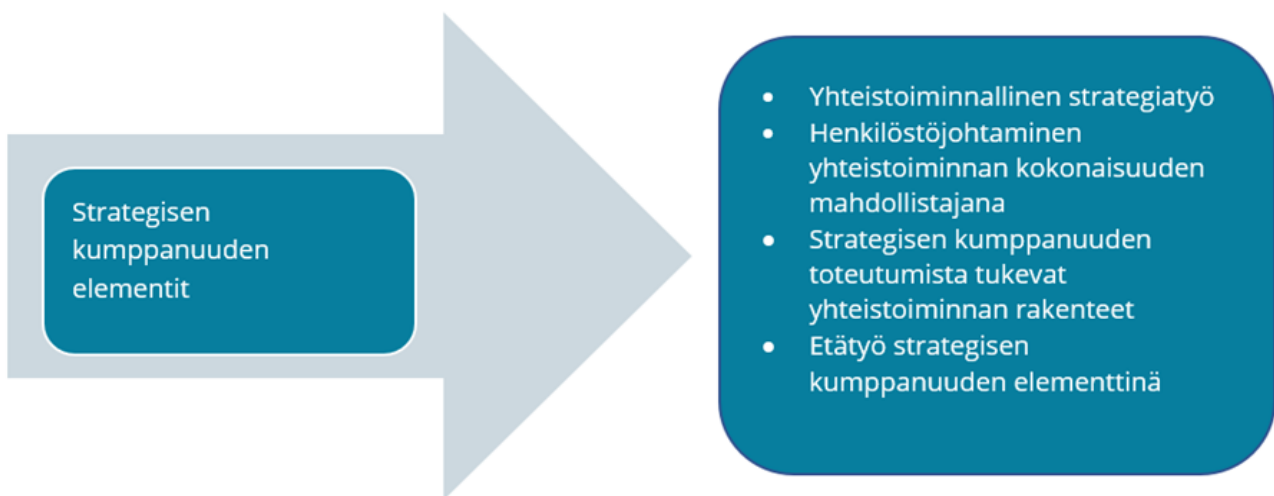 Strategisen
kumppanuuden
elementit
• Yhteistoiminnallinen strategiatyö
• Henkilöstöjohtaminen
yhteistoiminnan kokonaisuuden
mahdollistajana
• Strategisen kumppanuuden
toteutumista tukevat
yhteistoiminnan rakenteet
• Etätyö strategisen
kumppanuuden elementtinä